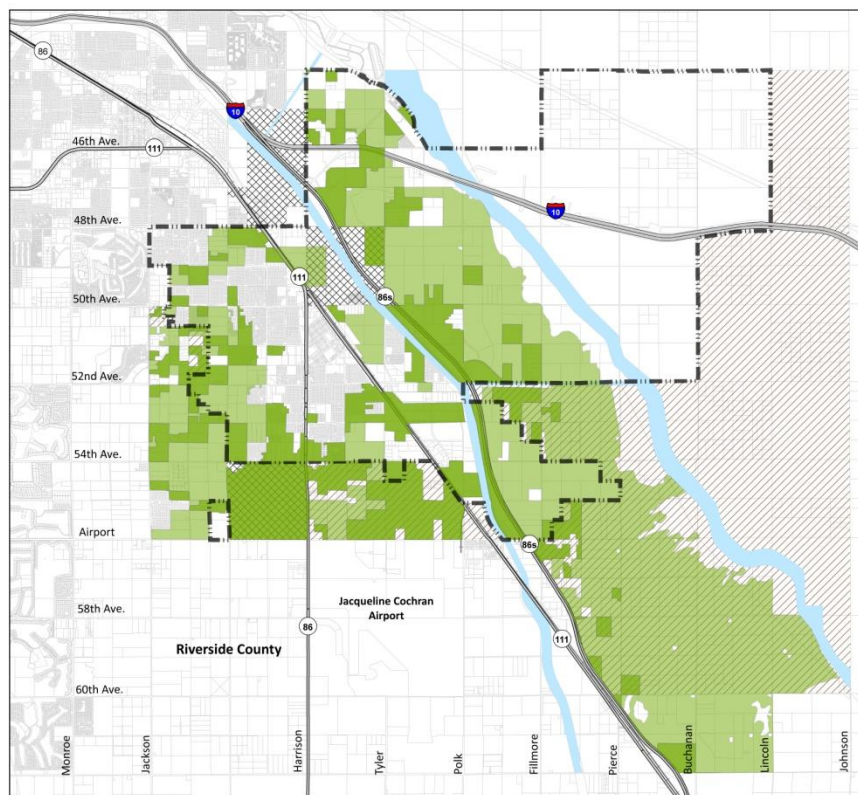 86
10
46th Ave.
111
48th Ave.
10
111
50th Ave.
86s
52nd Ave.
54th Ave.
Airport
86s
58th Ave.
Jacqueline Cochran
Airport
86
111
Riverside County
60th Ave.
Monroe
Jackson
Harrison
Tyler
Polk
Fillmore
Pierce
Buchanan
Lincoln
Johnson